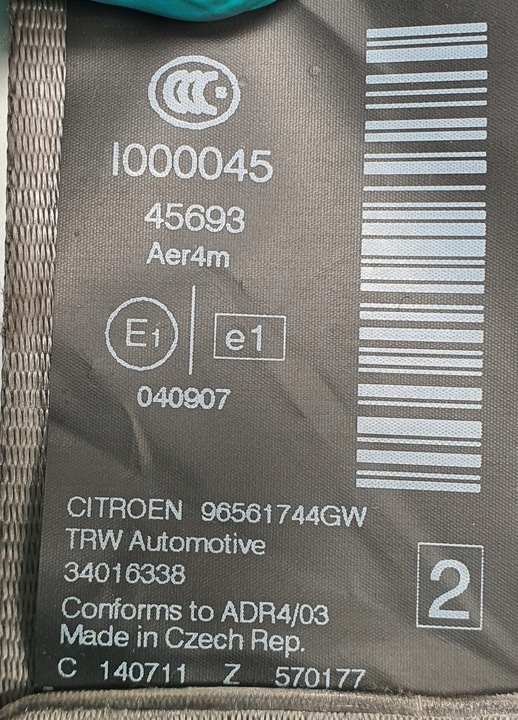 CCC
I000045
45693
Aer4m
E1 e1
040907
CITROEN 96561744GW
TRW Automotive
34016338
2
Conforms to ADR4/03
Made in Czech Rep.
C 140711 Z 570177